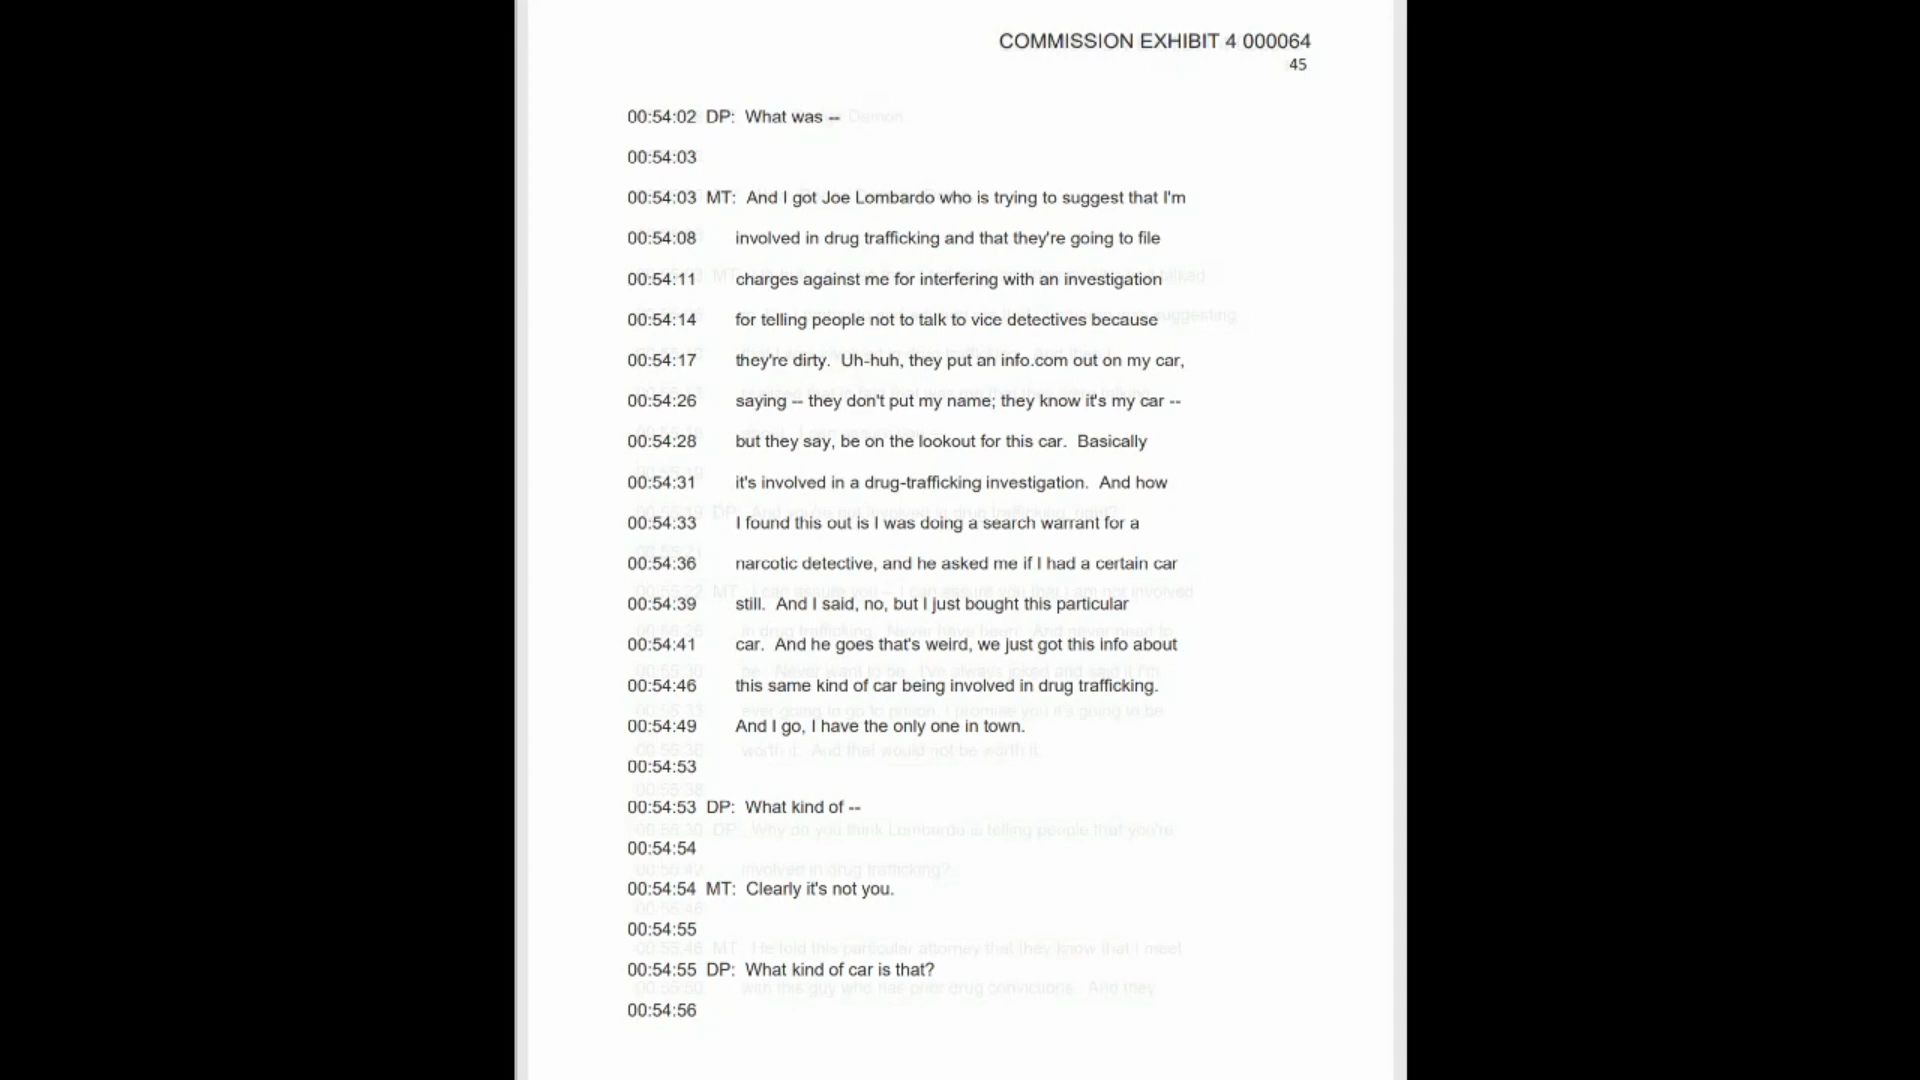 COMMISSION EXHIBIT 4 000064
45
00:54:02 DP: What was --
00:54:03
00:54:03 MT: And I got Joe Lombardo who is trying to suggest that I'm
00:54:08 involved in drug trafficking and that they're going to file
00:54:11 charges against me for interfering with an investigation
00:54:14 for telling people not to talk to vice detectives because
00:54:17 they're dirty. Uh-huh, they put an info.com out on my car,
00:54:26 saying -- they don't put my name; they know it's my car --
00:54:28 but they say, be on the lookout for this car. Basically
00:54:31 it's involved in a drug-trafficking investigation. And how
00:54:33 I found this out is I was doing a search warrant for a
00:54:36 narcotic detective, and he asked me if I had a certain car
00:54:39 still. And I said, no, but I just bought this particular
00:54:41 car. And he goes that's weird, we just got this info about
00:54:46 this same kind of car being involved in drug trafficking.
00:54:49 And I go, I have the only one in town.
00:54:53
00:54:53 DP: What kind of --
00:54:54
00:54:54 MT: Clearly it's not you.
00:54:55
00:54:55 DP: What kind of car is that?
00:54:56